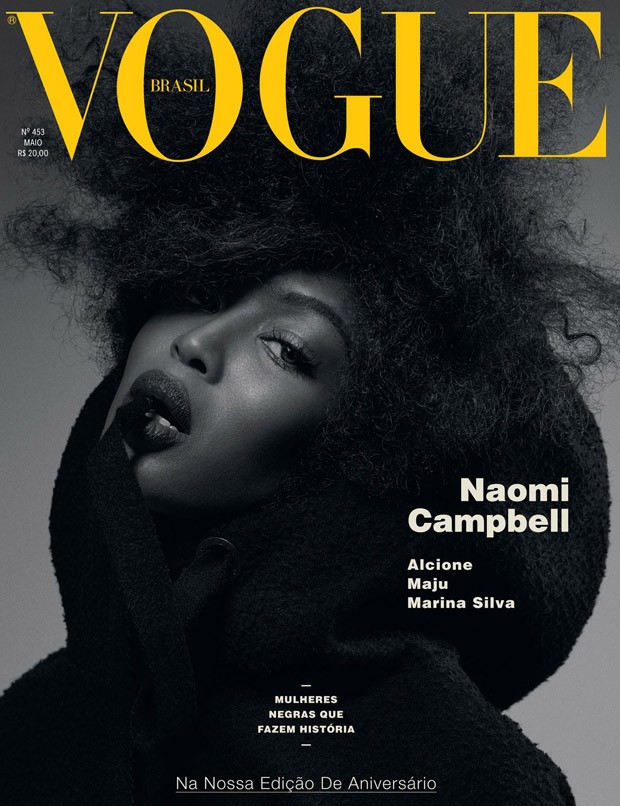 ®
VOGUE
BRASIL
Nº 453
MAIO
R$ 20,00
Naomi
Campbell
Alcione
Maju
Marina Silva
MULHERES
NEGRAS QUE
FAZEM HISTÓRIA
Na Nossa Edição De Aniversário